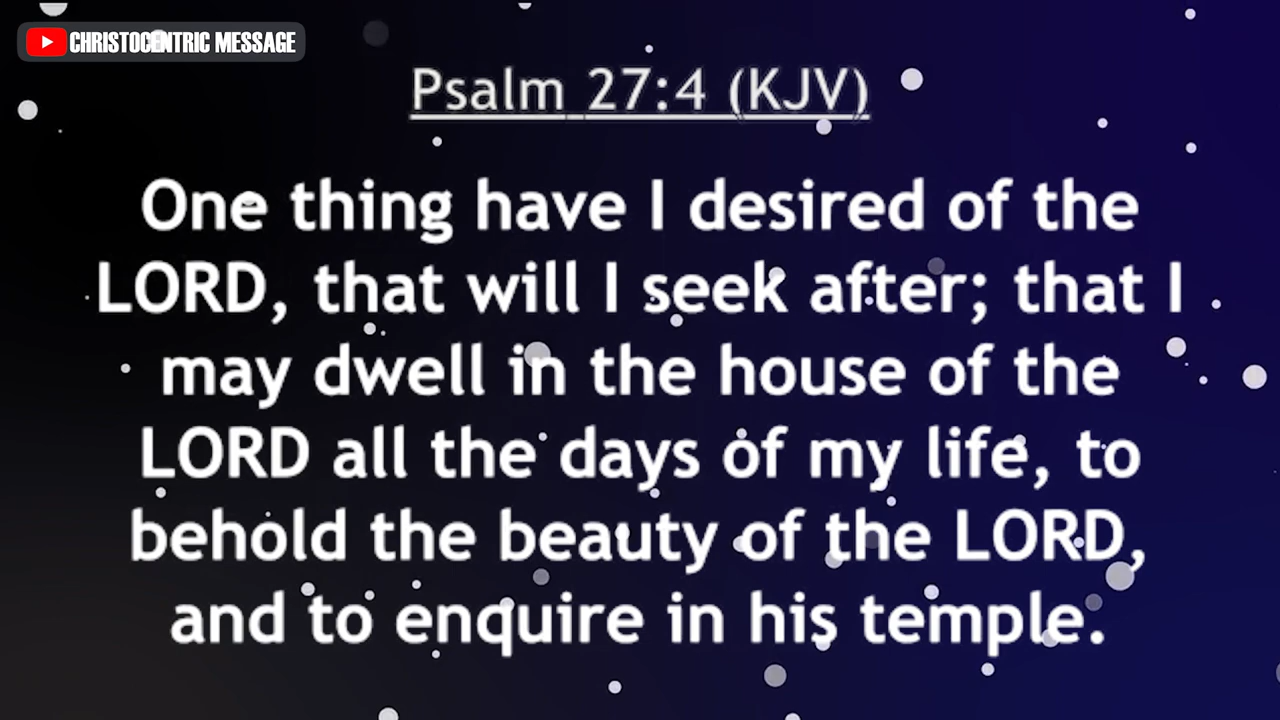 CHRISTOCENTRIC MESSAGE
Psalm 27:4 (KJV)
One thing have I desired of the
LORD, that will I seek after; that I
may dwell in the house of the
LORD all the days of my life, to
behold the beauty of the LORD,
and to enquire in his temple.